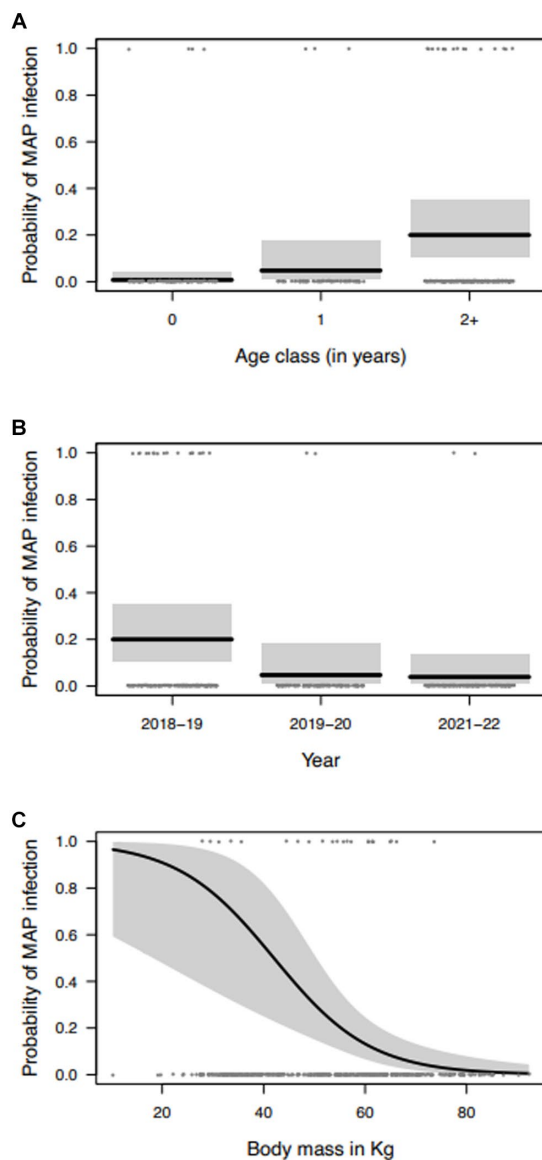 A
Probability of MAP infection
1.0
0.8
0.6
0.4
0.2
0.0
0 1 2+
Age class (in years)
B
Probability of MAP infection
1.0
0.8
0.6
0.4
0.2
0.0
2018−19 2019−20 2021−22
Year
C
Probability of MAP infection
1.0
0.8
0.6
0.4
0.2
0.0
20 40 60 80
Body mass in Kg